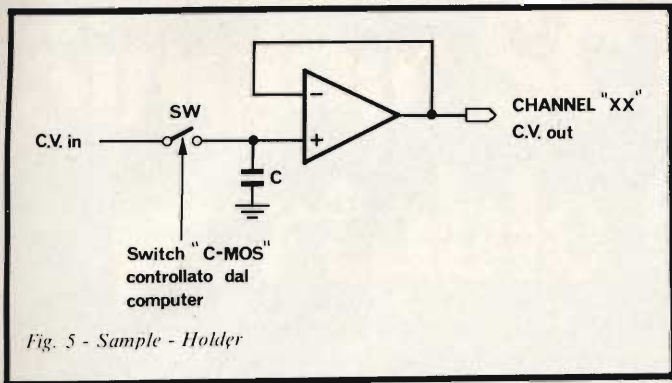 SW
C.V. in
−
+
C
CHANNEL "XX"
C.V. out
Switch "C-MOS"
controllato dal
computer
Fig. 5 - Sample - Holder